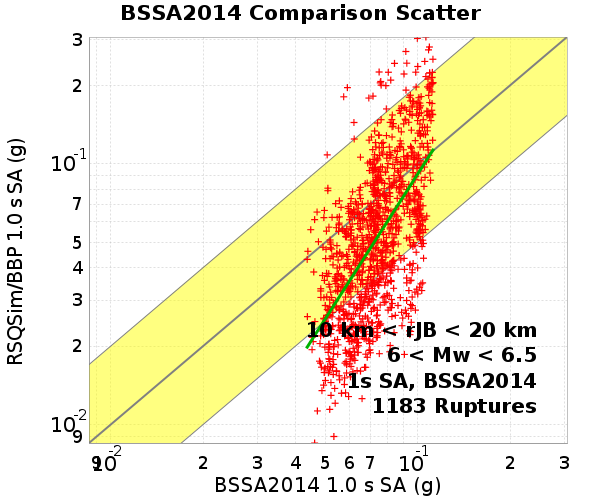 BSSA2014 Comparison Scatter
RSQSim/BBP 1.0 s SA (g)
3
2
10^-1
7
5
4
3
2
10^-2
9
10 km < rJB < 20 km
6 < Mw < 6.5
1s SA, BSSA2014
1183 Ruptures
9 10^-2 2 3 4 5 6 7 10^-1 2 3
BSSA2014 1.0 s SA (g)